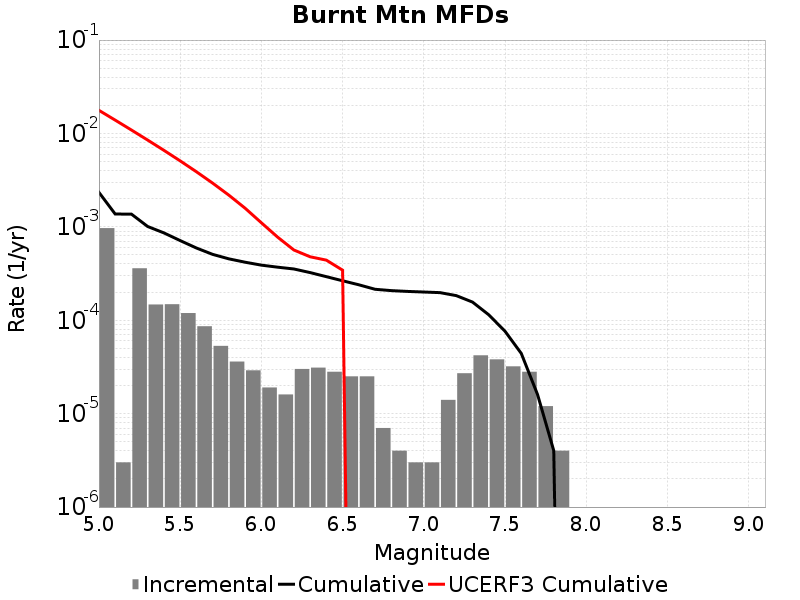 Burnt Mtn MFDs
10-1
10-2
10-3
10-4
10-5
10-6
Rate (1/yr)
5.0 5.5 6.0 6.5 7.0 7.5 8.0 8.5 9.0
Magnitude
Incremental Cumulative UCERF3 Cumulative